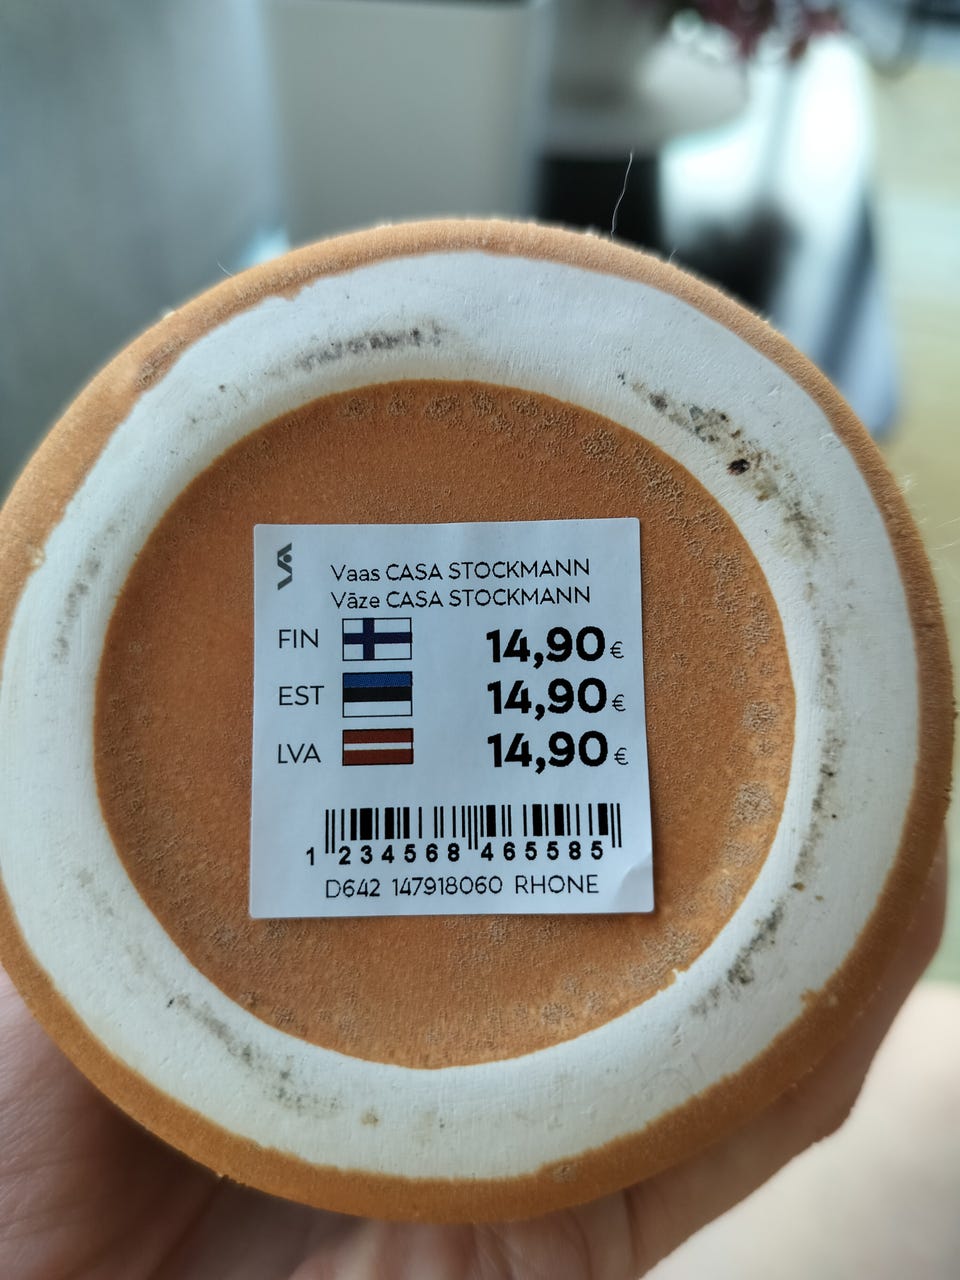 Vaas CASA STOCKMANN
Vāze CASA STOCKMANN
FIN 14,90 €
EST 14,90 €
LVA 14,90 €
1 234568 465585
D642 147918060 RHONE